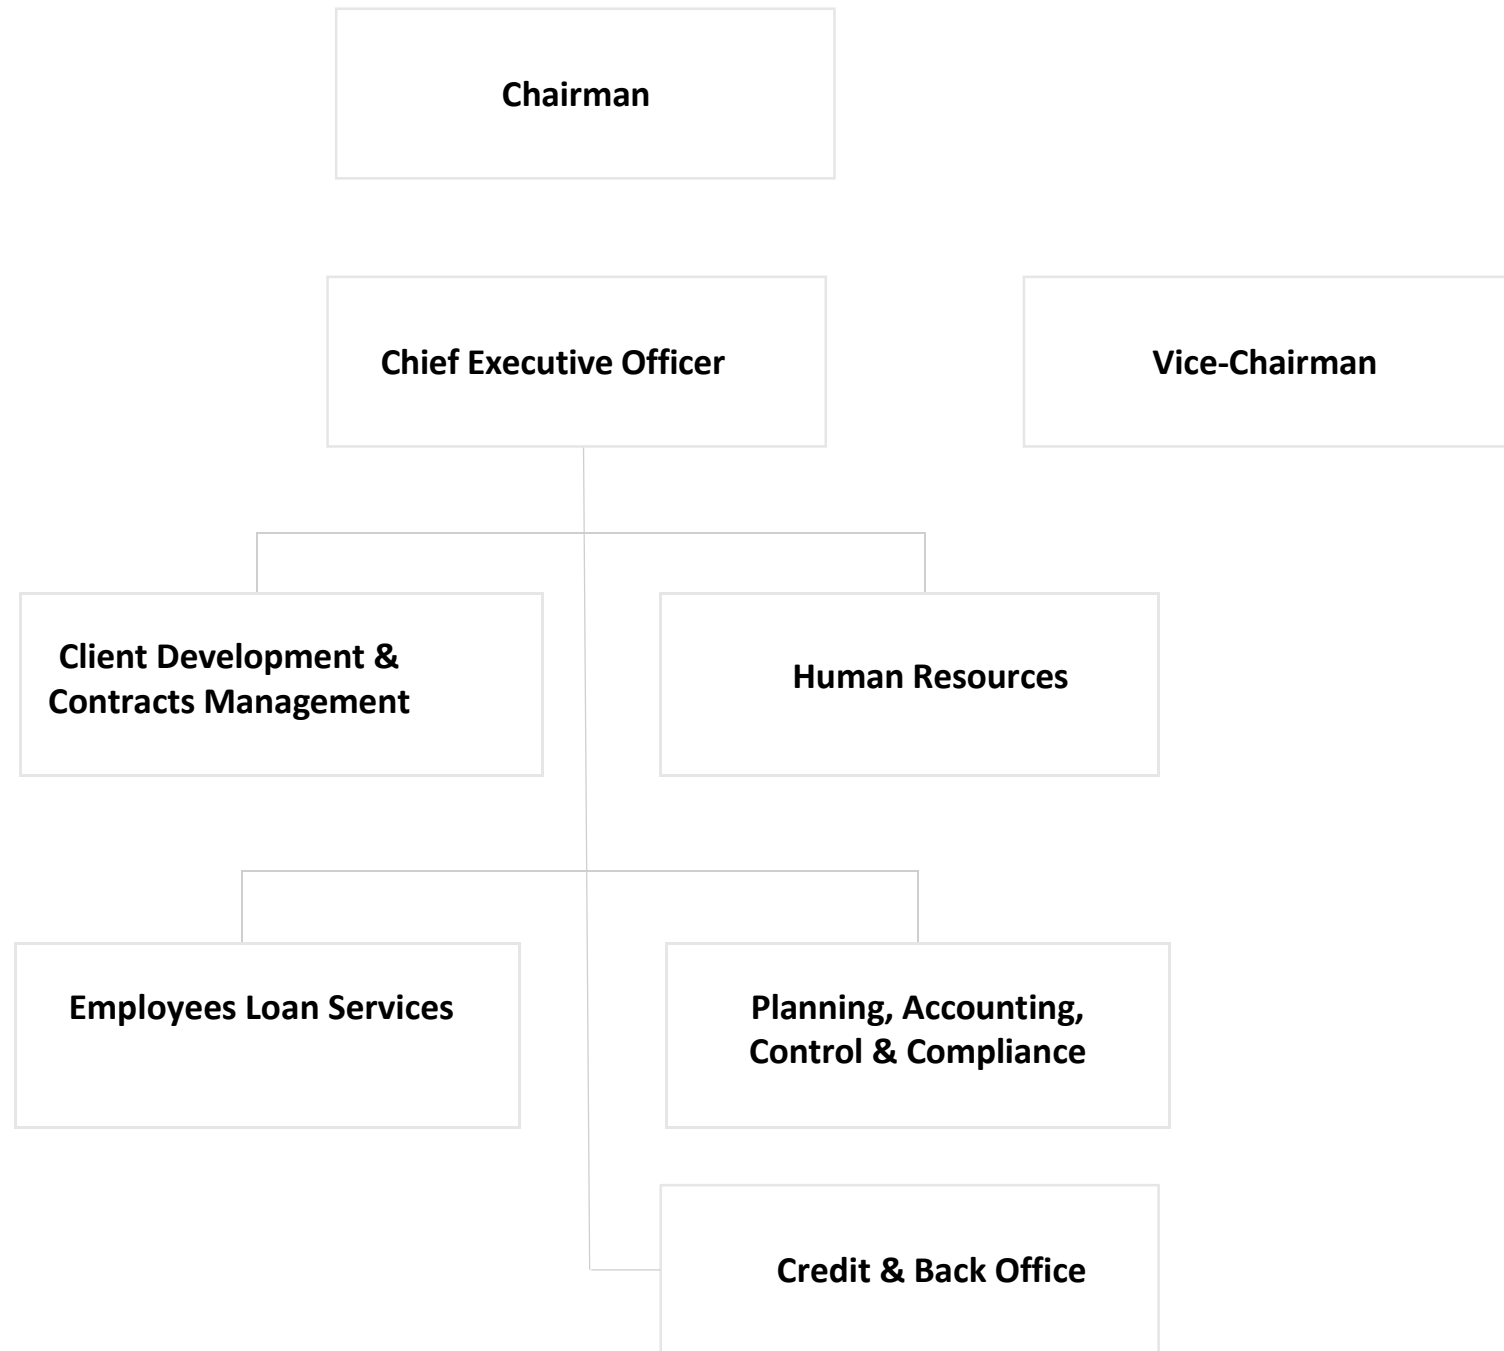 Chairman
Chief Executive Officer
Vice-Chairman
Client Development &
Contracts Management
Human Resources
Employees Loan Services
Planning, Accounting,
Control & Compliance
Credit & Back Office